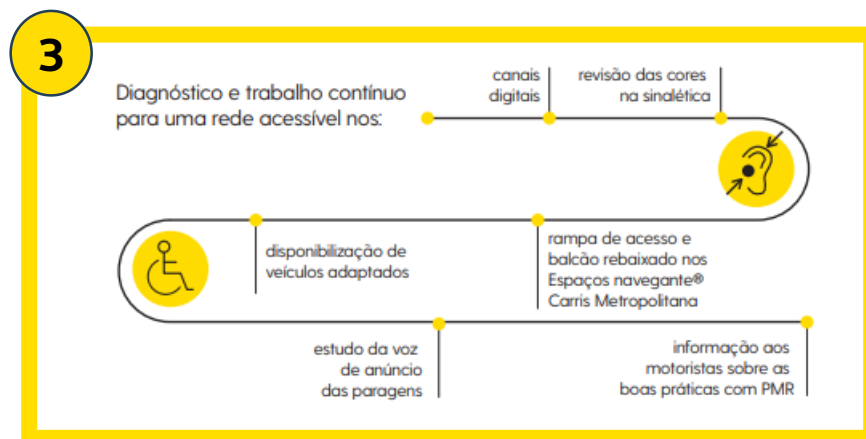 3
Diagnóstico e trabalho contínuo
para uma rede acessível nos:
canais
digitais
revisão das cores
na sinalética
rampa de acesso e
balcão rebaixado nos
Espaços navegante®
Carris Metropolitana
disponibilização de
veículos adaptados
estudo da voz
de anúncio
das paragens
informação aos
motoristas sobre as
boas práticas com PMR